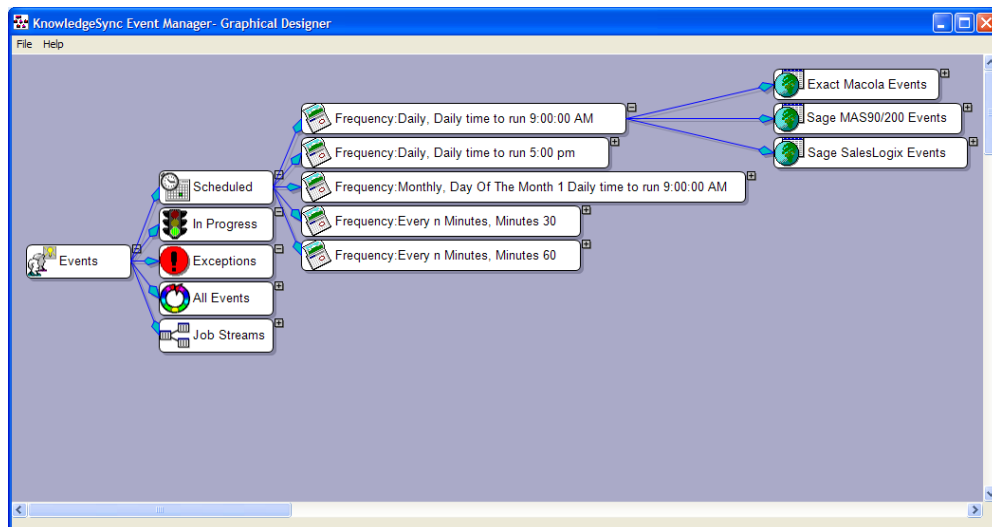 KnowledgeSync Event Manager- Graphical Designer
File Help
Exact Macola Events
Frequency:Daily, Daily time to run 9:00:00 AM
Sage MAS90/200 Events
Frequency:Daily, Daily time to run 5:00 pm
Sage SalesLogix Events
Scheduled
Frequency:Monthly, Day Of The Month 1 Daily time to run 9:00:00 AM
In Progress
Frequency:Every n Minutes, Minutes 30
Events
Exceptions
Frequency:Every n Minutes, Minutes 60
All Events
Job Streams